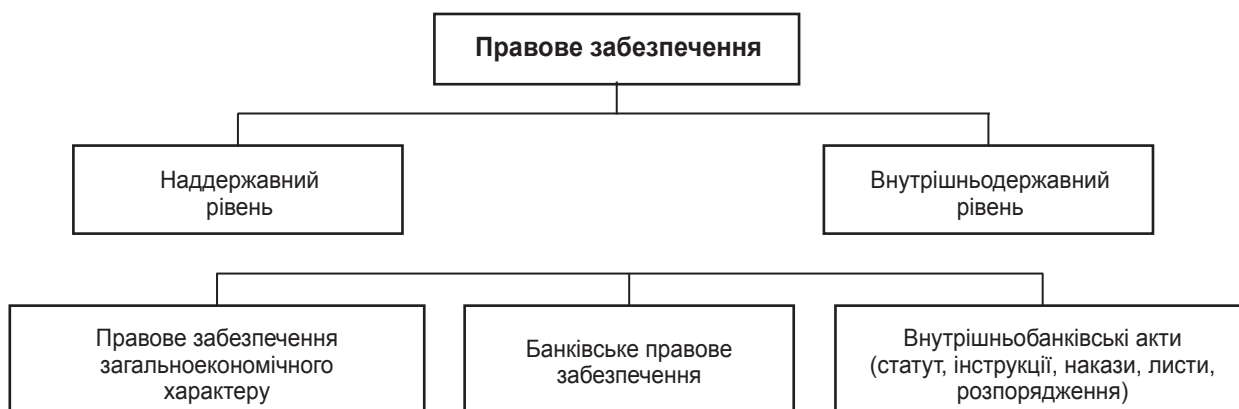 Правове забезпечення
Наддержавний
рівень
Внутрішньодержавний
рівень
Правове забезпечення
загальноекономічного
характеру
Банківське правове
забезпечення
Внутрішньобанківські акти
(статут, інструкції, накази, листи,
розпорядження)